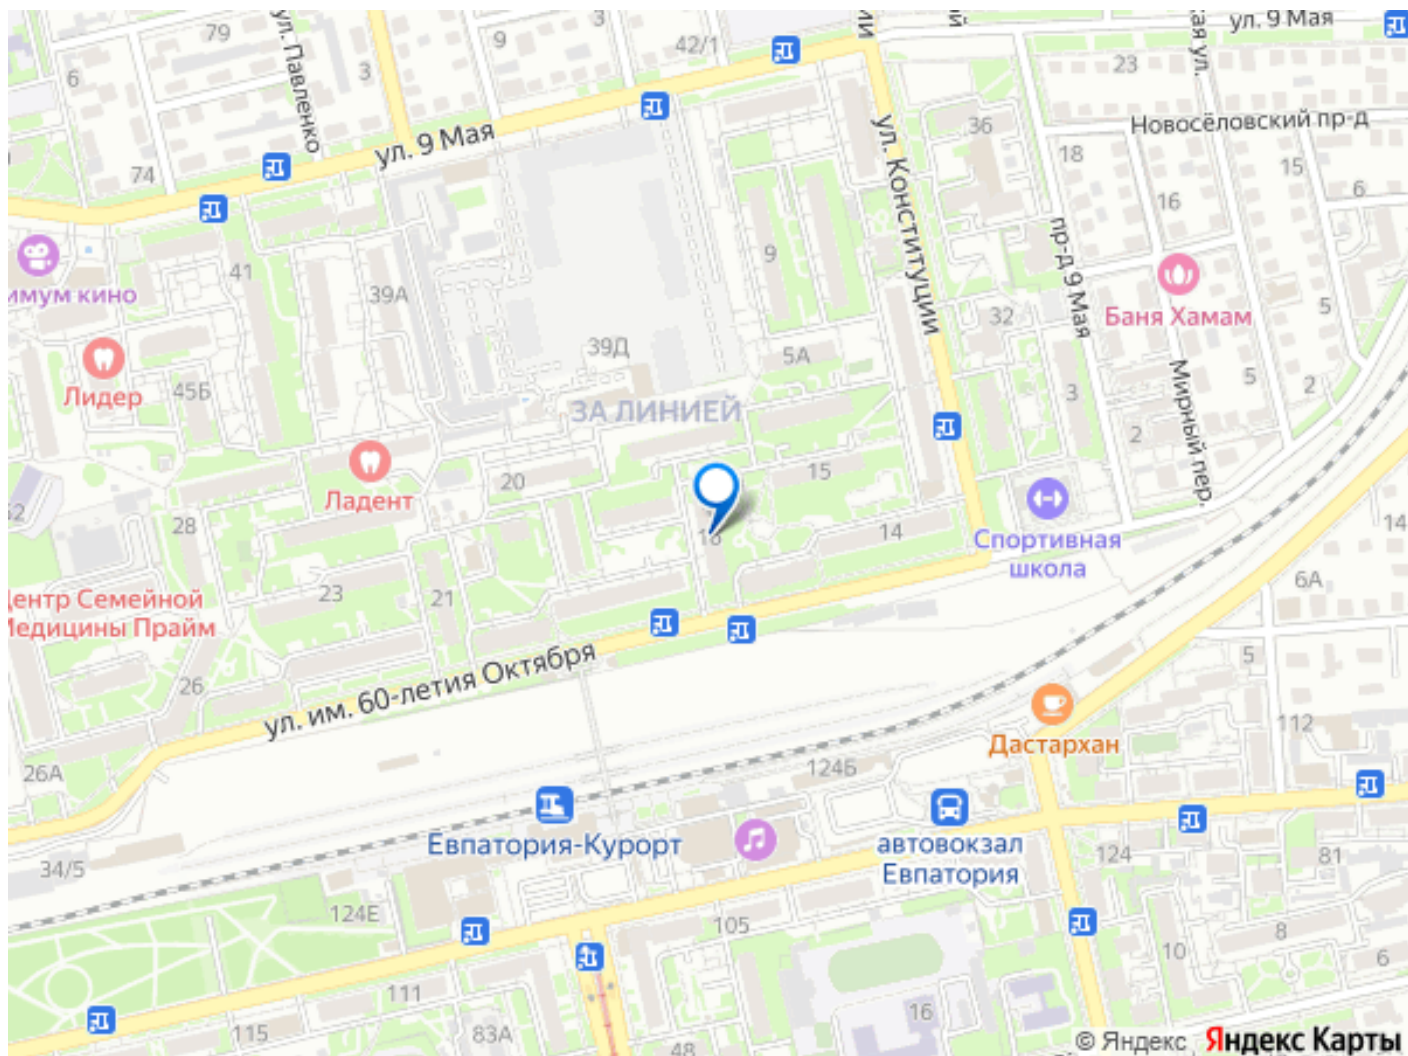 79
3
9
42/1
ул. 9 Мая
6
ул. Павленко
3
23
ул. 9 Мая
36
Новосёловский пр-д
74
ул. Конституции
18
15
6
16
41
39А
9
пр-д 9 Мая
имум кино
32
Баня Хамам
5
39Д
5А
Мирный пер.
5
2
Лидер
45Б
ЗА ЛИНИЕЙ
3
2
20
15
Ладент
28
14
Спортивная
школа
14
6А
23
21
Центр Семейной
Медицины Прайм
26
ул. им. 60-летия Октября
5
112
Дастархан
26А
124Б
Евпатория-Курорт
автовокзал
Евпатория
34/5
124
81
124Е
105
10
8
6
111
115
83А
16
48
© Яндекс Яндекс Карты